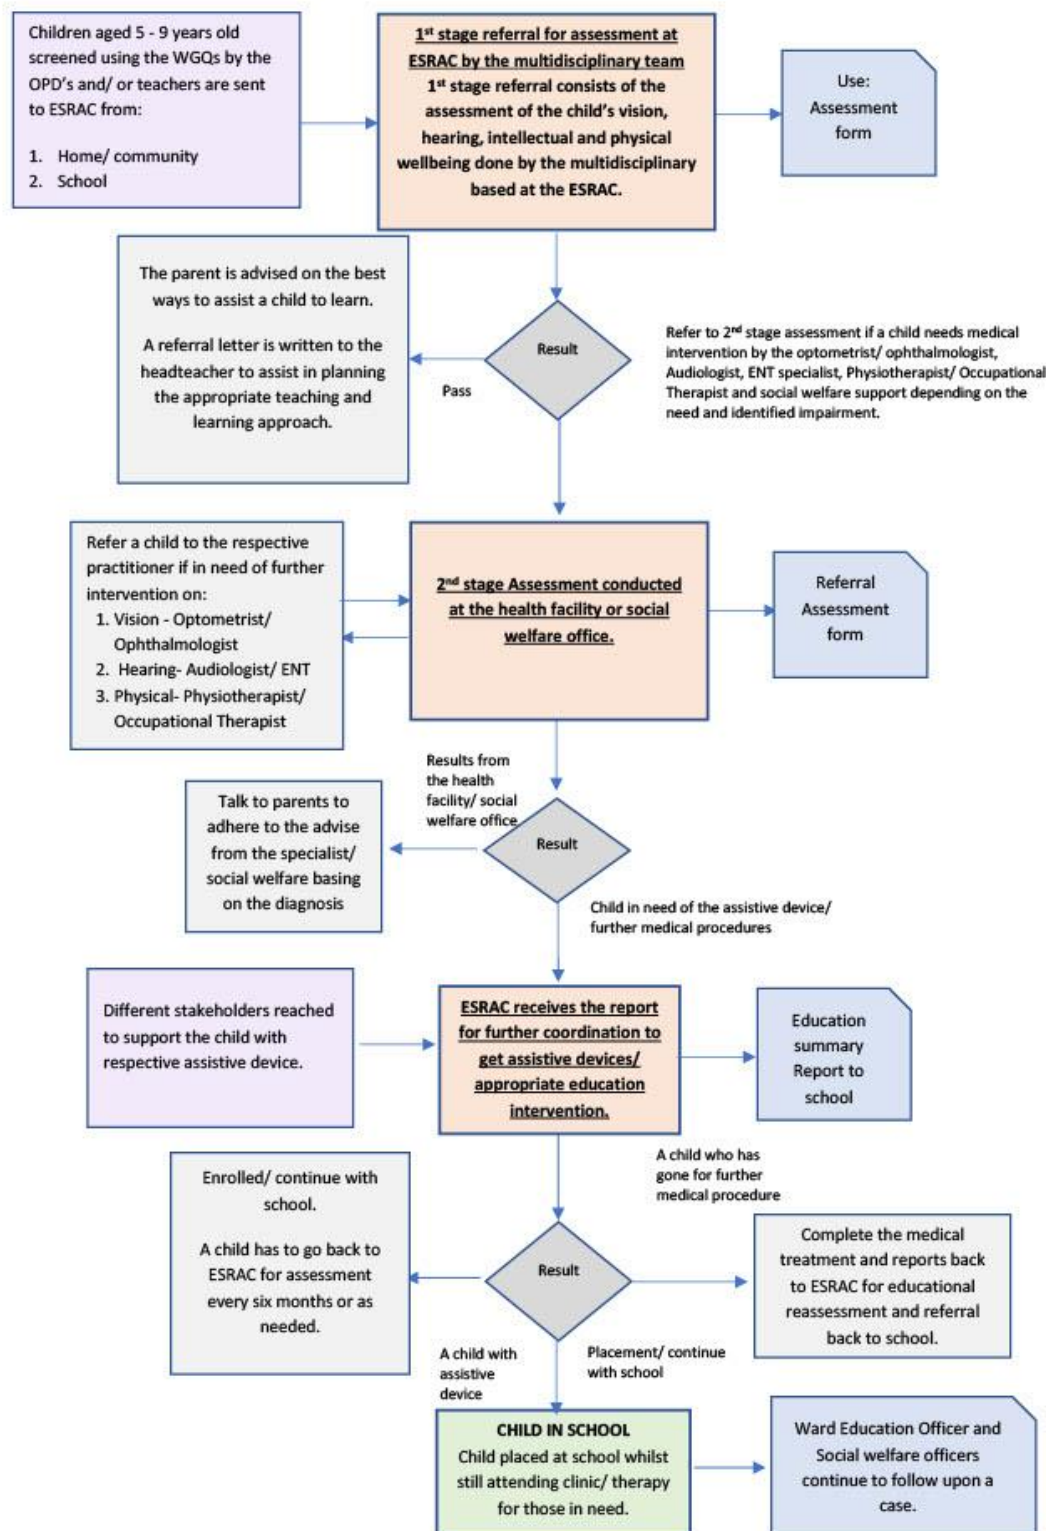 Children aged 5 - 9 years old
screened using the WGQs by the
OPD's and/ or teachers are sent
to ESRAC from:
1. Home/ community
2. School
1st stage referral for assessment at
ESRAC by the multidisciplinary team
1st stage referral consists of the
assessment of the child's vision,
hearing, intellectual and physical
wellbeing done by the multidisciplinary
based at the ESRAC.
Use:
Assessment
form
The parent is advised on the best
ways to assist a child to learn.
A referral letter is written to the
headteacher to assist in planning
the appropriate teaching and
learning approach.
Pass
Result
Refer to 2nd stage assessment if a child needs medical
intervention by the optometrist/ ophthalmologist,
Audiologist, ENT specialist, Physiotherapist/ Occupational
Therapist and social welfare support depending on the
need and identified impairment.
Refer a child to the respective
practitioner if in need of further
intervention on:
1. Vision - Optometrist/
Ophthalmologist
2. Hearing- Audiologist/ ENT
3. Physical- Physiotherapist/
Occupational Therapist
2nd stage Assessment conducted
at the health facility or social
welfare office.
Referral
Assessment
form
Results from
the health
facility/ social
welfare office
Talk to parents to
adhere to the advise
from the specialist/
social welfare basing
on the diagnosis
Result
Child in need of the assistive device/
further medical procedures
Different stakeholders reached
to support the child with
respective assistive device.
ESRAC receives the report
for further coordination to
get assistive devices/
appropriate education
intervention.
Education
summary
Report to
school
A child who has
gone for further
medical procedure
Enrolled/ continue with
school.
A child has to go back to
ESRAC for assessment
every six months or as
needed.
Result
Complete the medical
treatment and reports back
to ESRAC for educational
reassessment and referral
back to school.
A child with
assistive
device
Placement/ continue
with school
CHILD IN SCHOOL
Child placed at school whilst
still attending clinic/ therapy
for those in need.
Ward Education Officer and
Social welfare officers
continue to follow upon a
case.